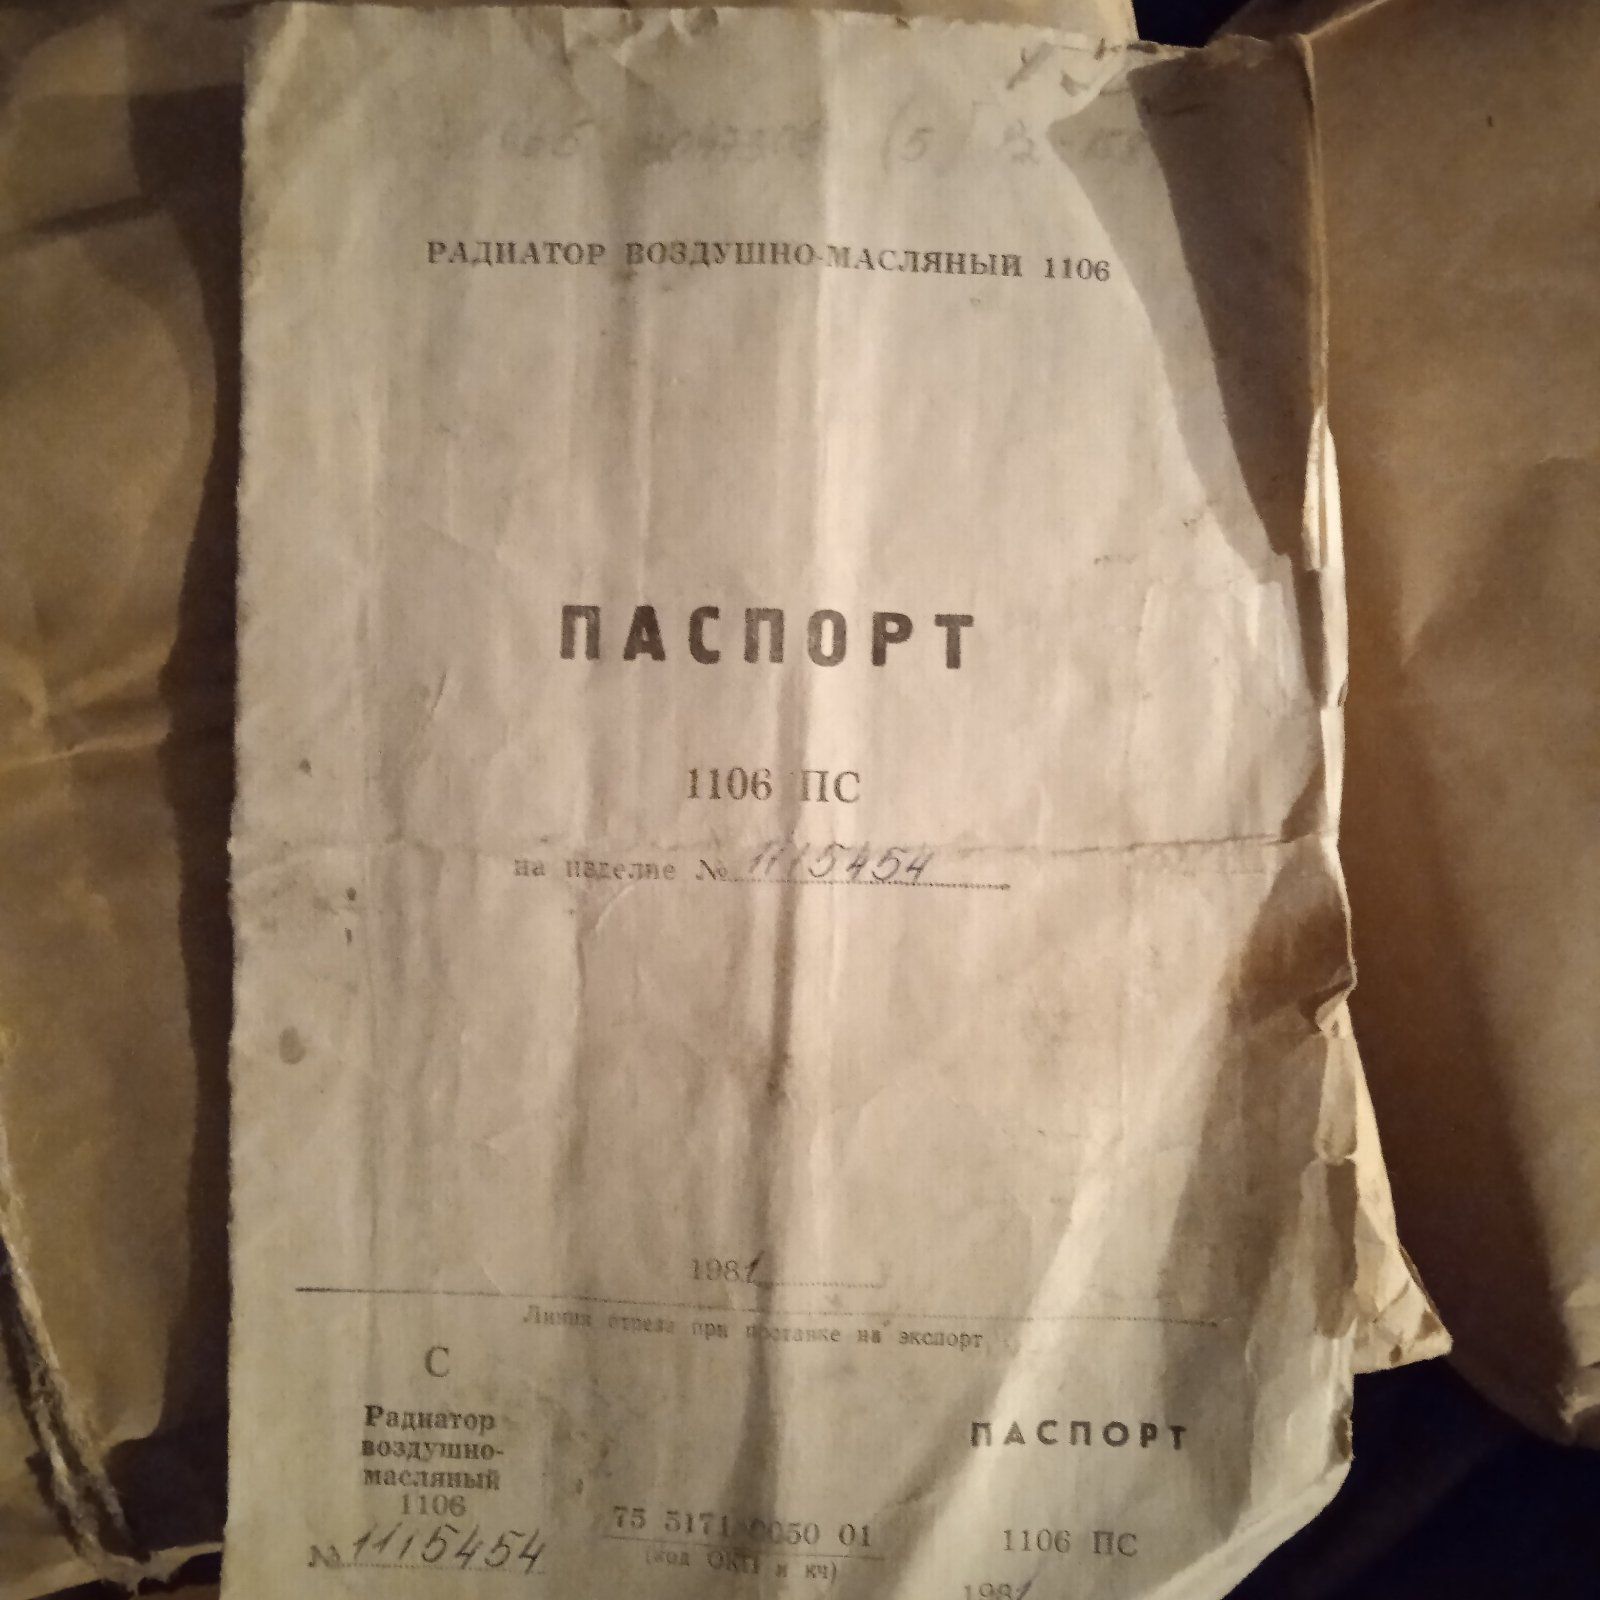 РАДИАТОР ВОЗДУШНО-МАСЛЯНЫЙ 1106
ПАСПОРТ
1106 ПС
на изделие № 1115454
1981
Линия отреза при поставке на экспорт
С
Радиатор
воздушно-
масляный
1106
№ 1115454
75 5171 0050 01
(код ОКП и кч)
ПАСПОРТ
1106 ПС
1981